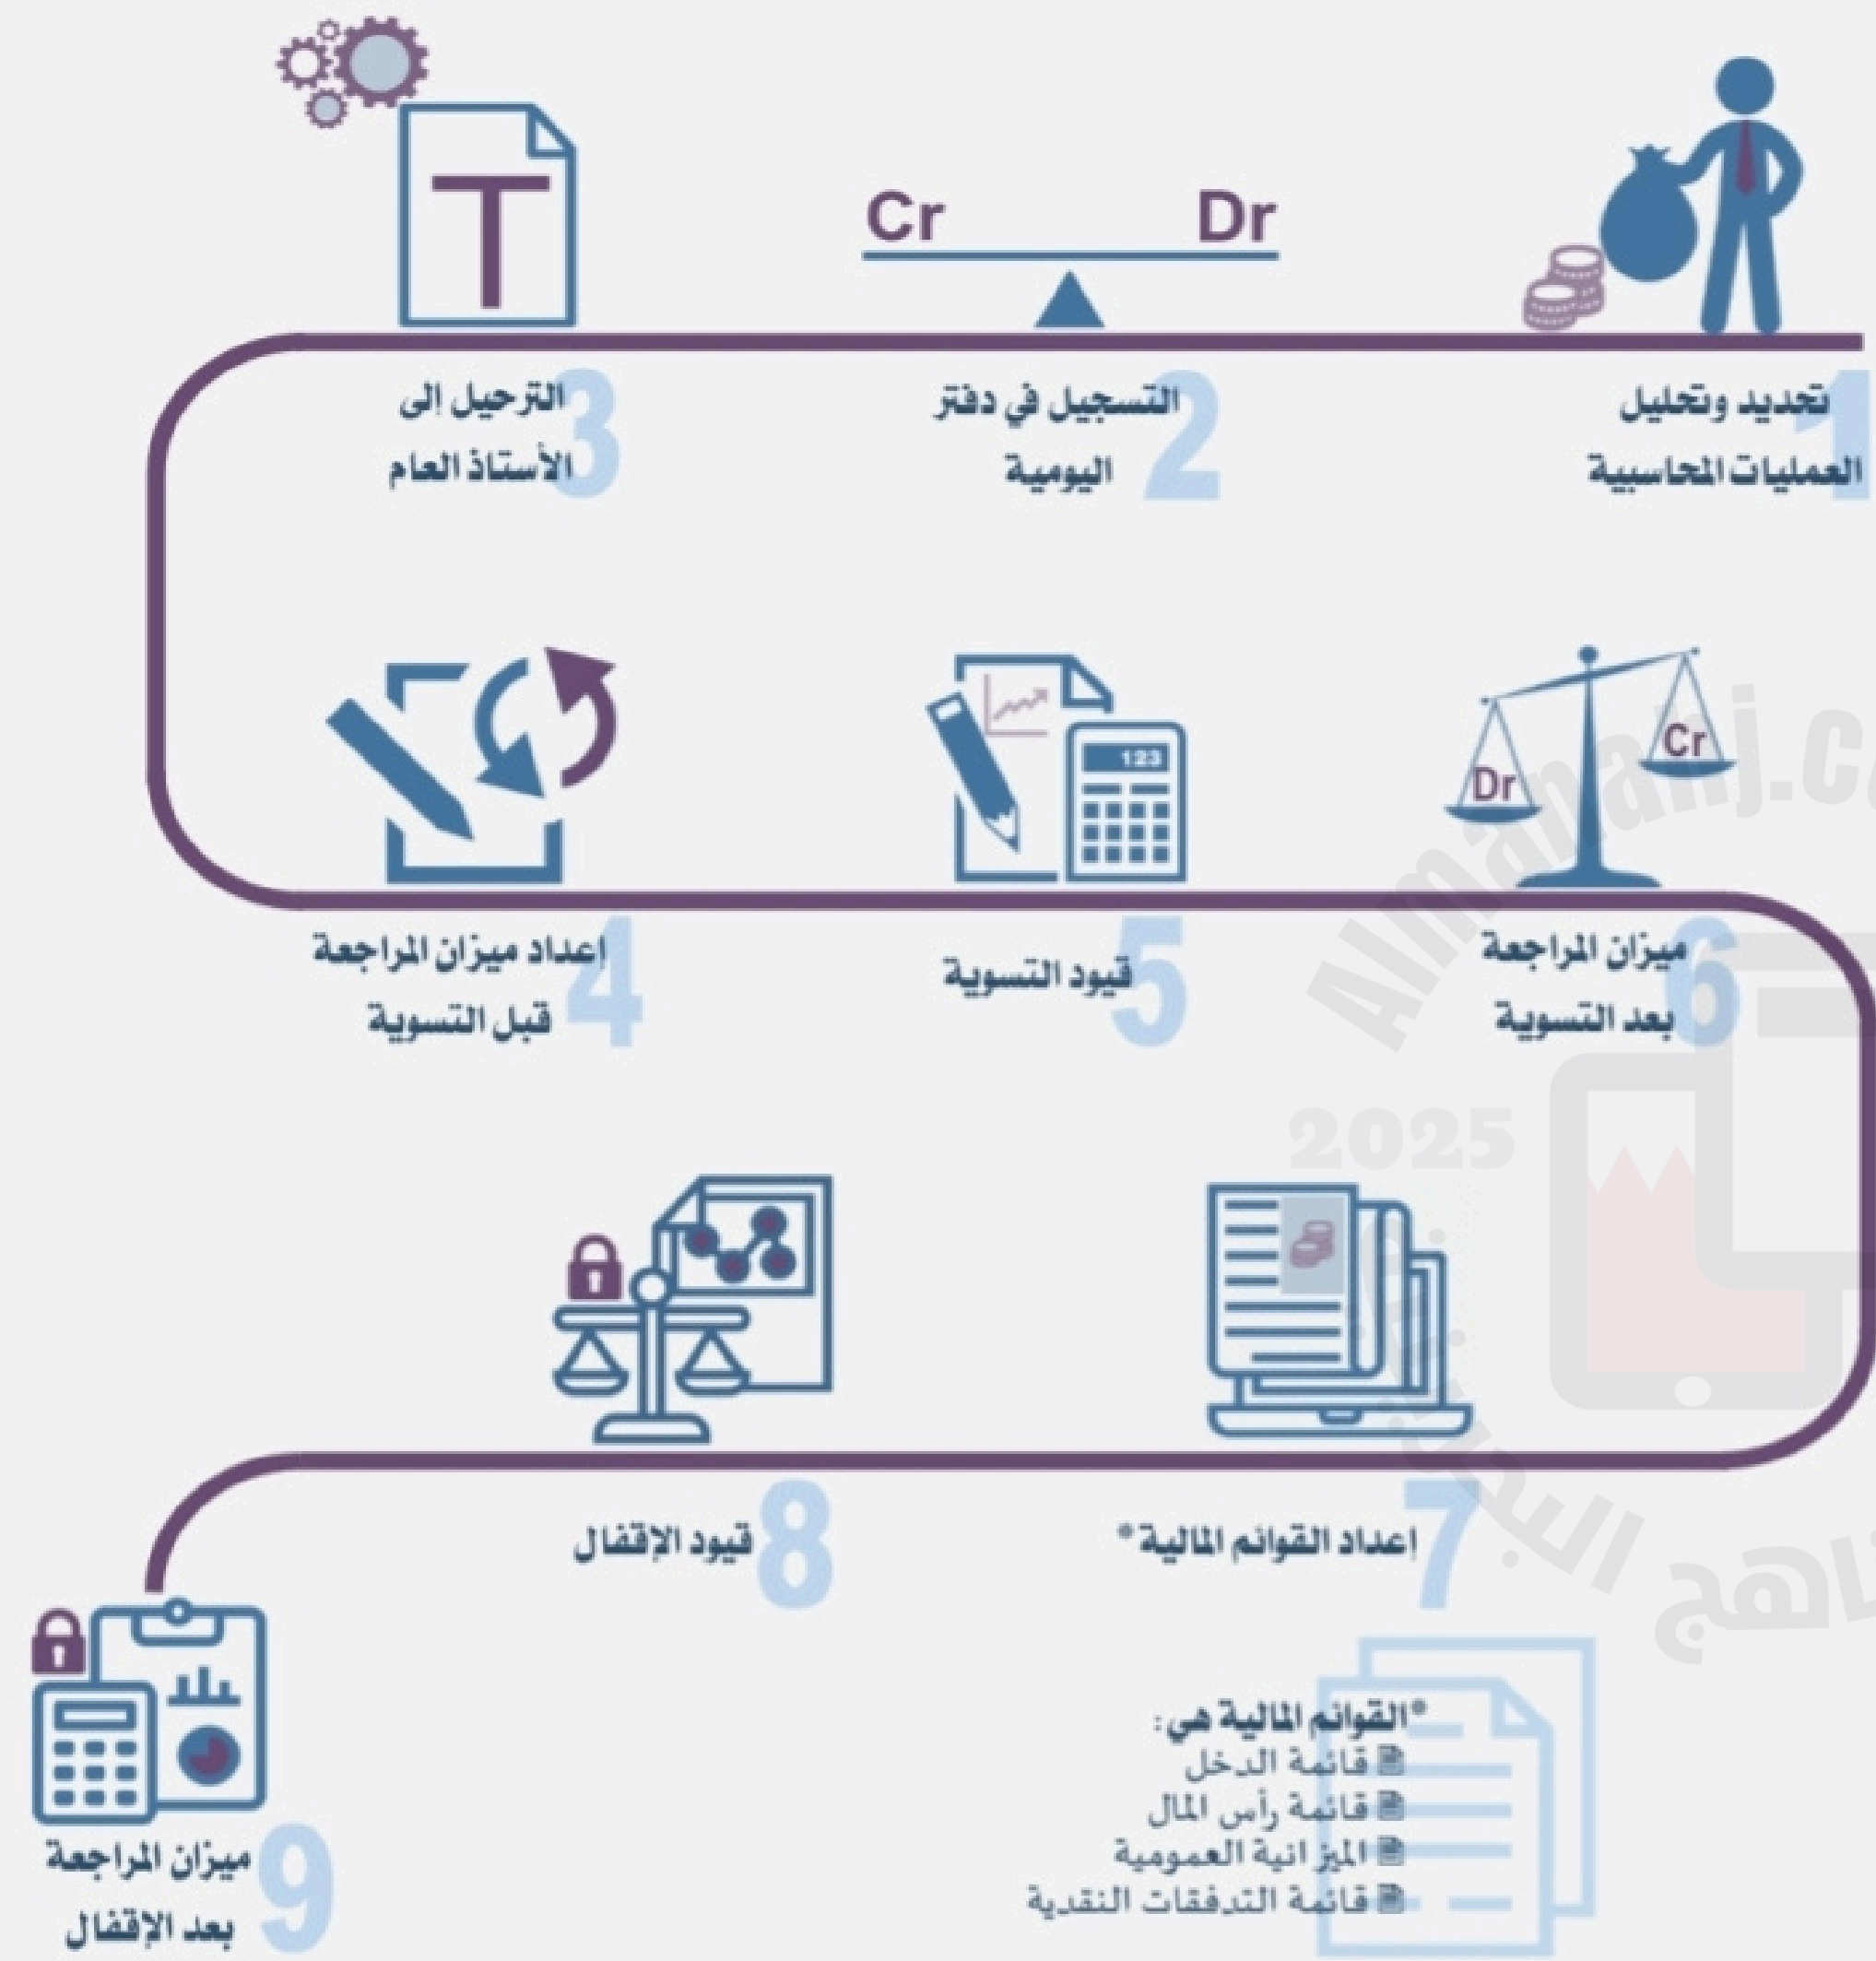 1
تحديد وتحليل
العمليات المحاسبية
Cr Dr
2
التسجيل في دفتر
اليومية
T
3
الترحيل إلى
الأستاذ العام
4
اعداد ميزان المراجعة
قبل التسوية
123
5
قيود التسوية
Dr
Cr
6
ميزان المراجعة
بعد التسوية
7
اعداد القوائم المالية*
*القوائم المالية هي:
قائمة الدخل
قائمة رأس المال
الميزانية العمومية
قائمة التدفقات النقدية
8
قيود الإقفال
9
ميزان المراجعة
بعد الإقفال
2025